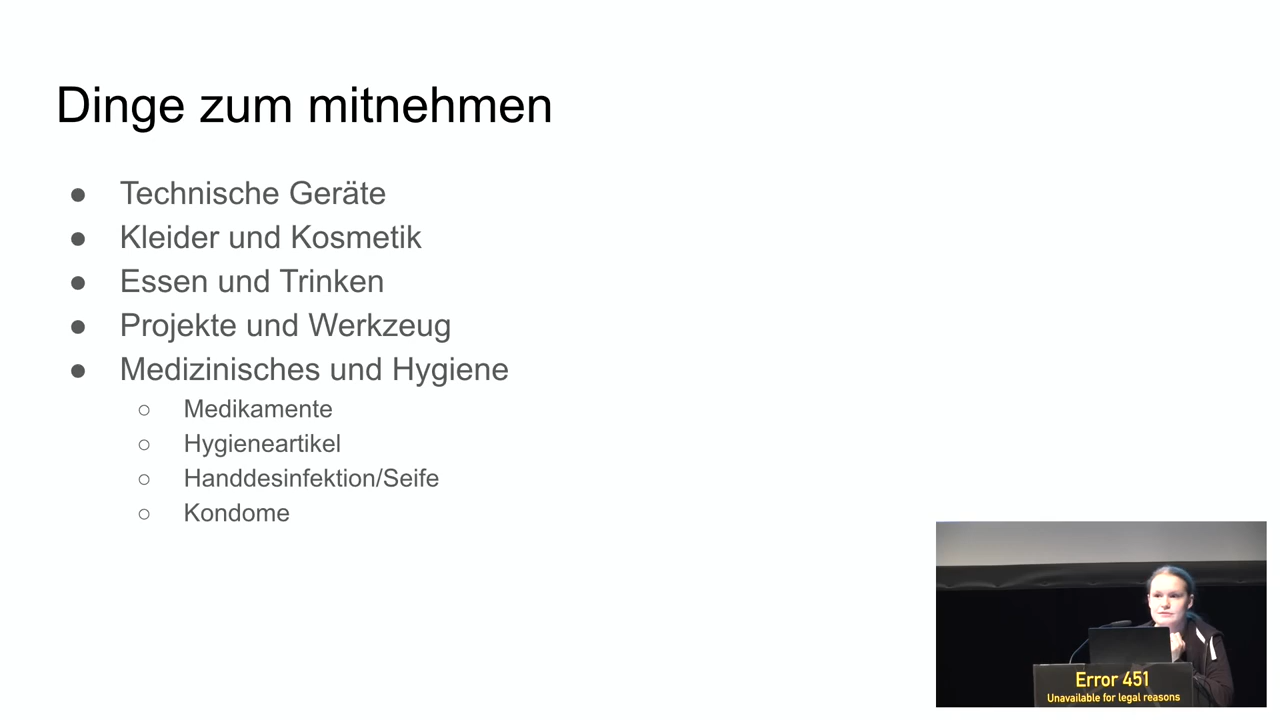 Dinge zum mitnehmen
● Technische Geräte
● Kleider und Kosmetik
● Essen und Trinken
● Projekte und Werkzeug
● Medizinisches und Hygiene
○ Medikamente
○ Hygieneartikel
○ Handdesinfektion/Seife
○ Kondome
Error 451
Unavailable for legal reasons